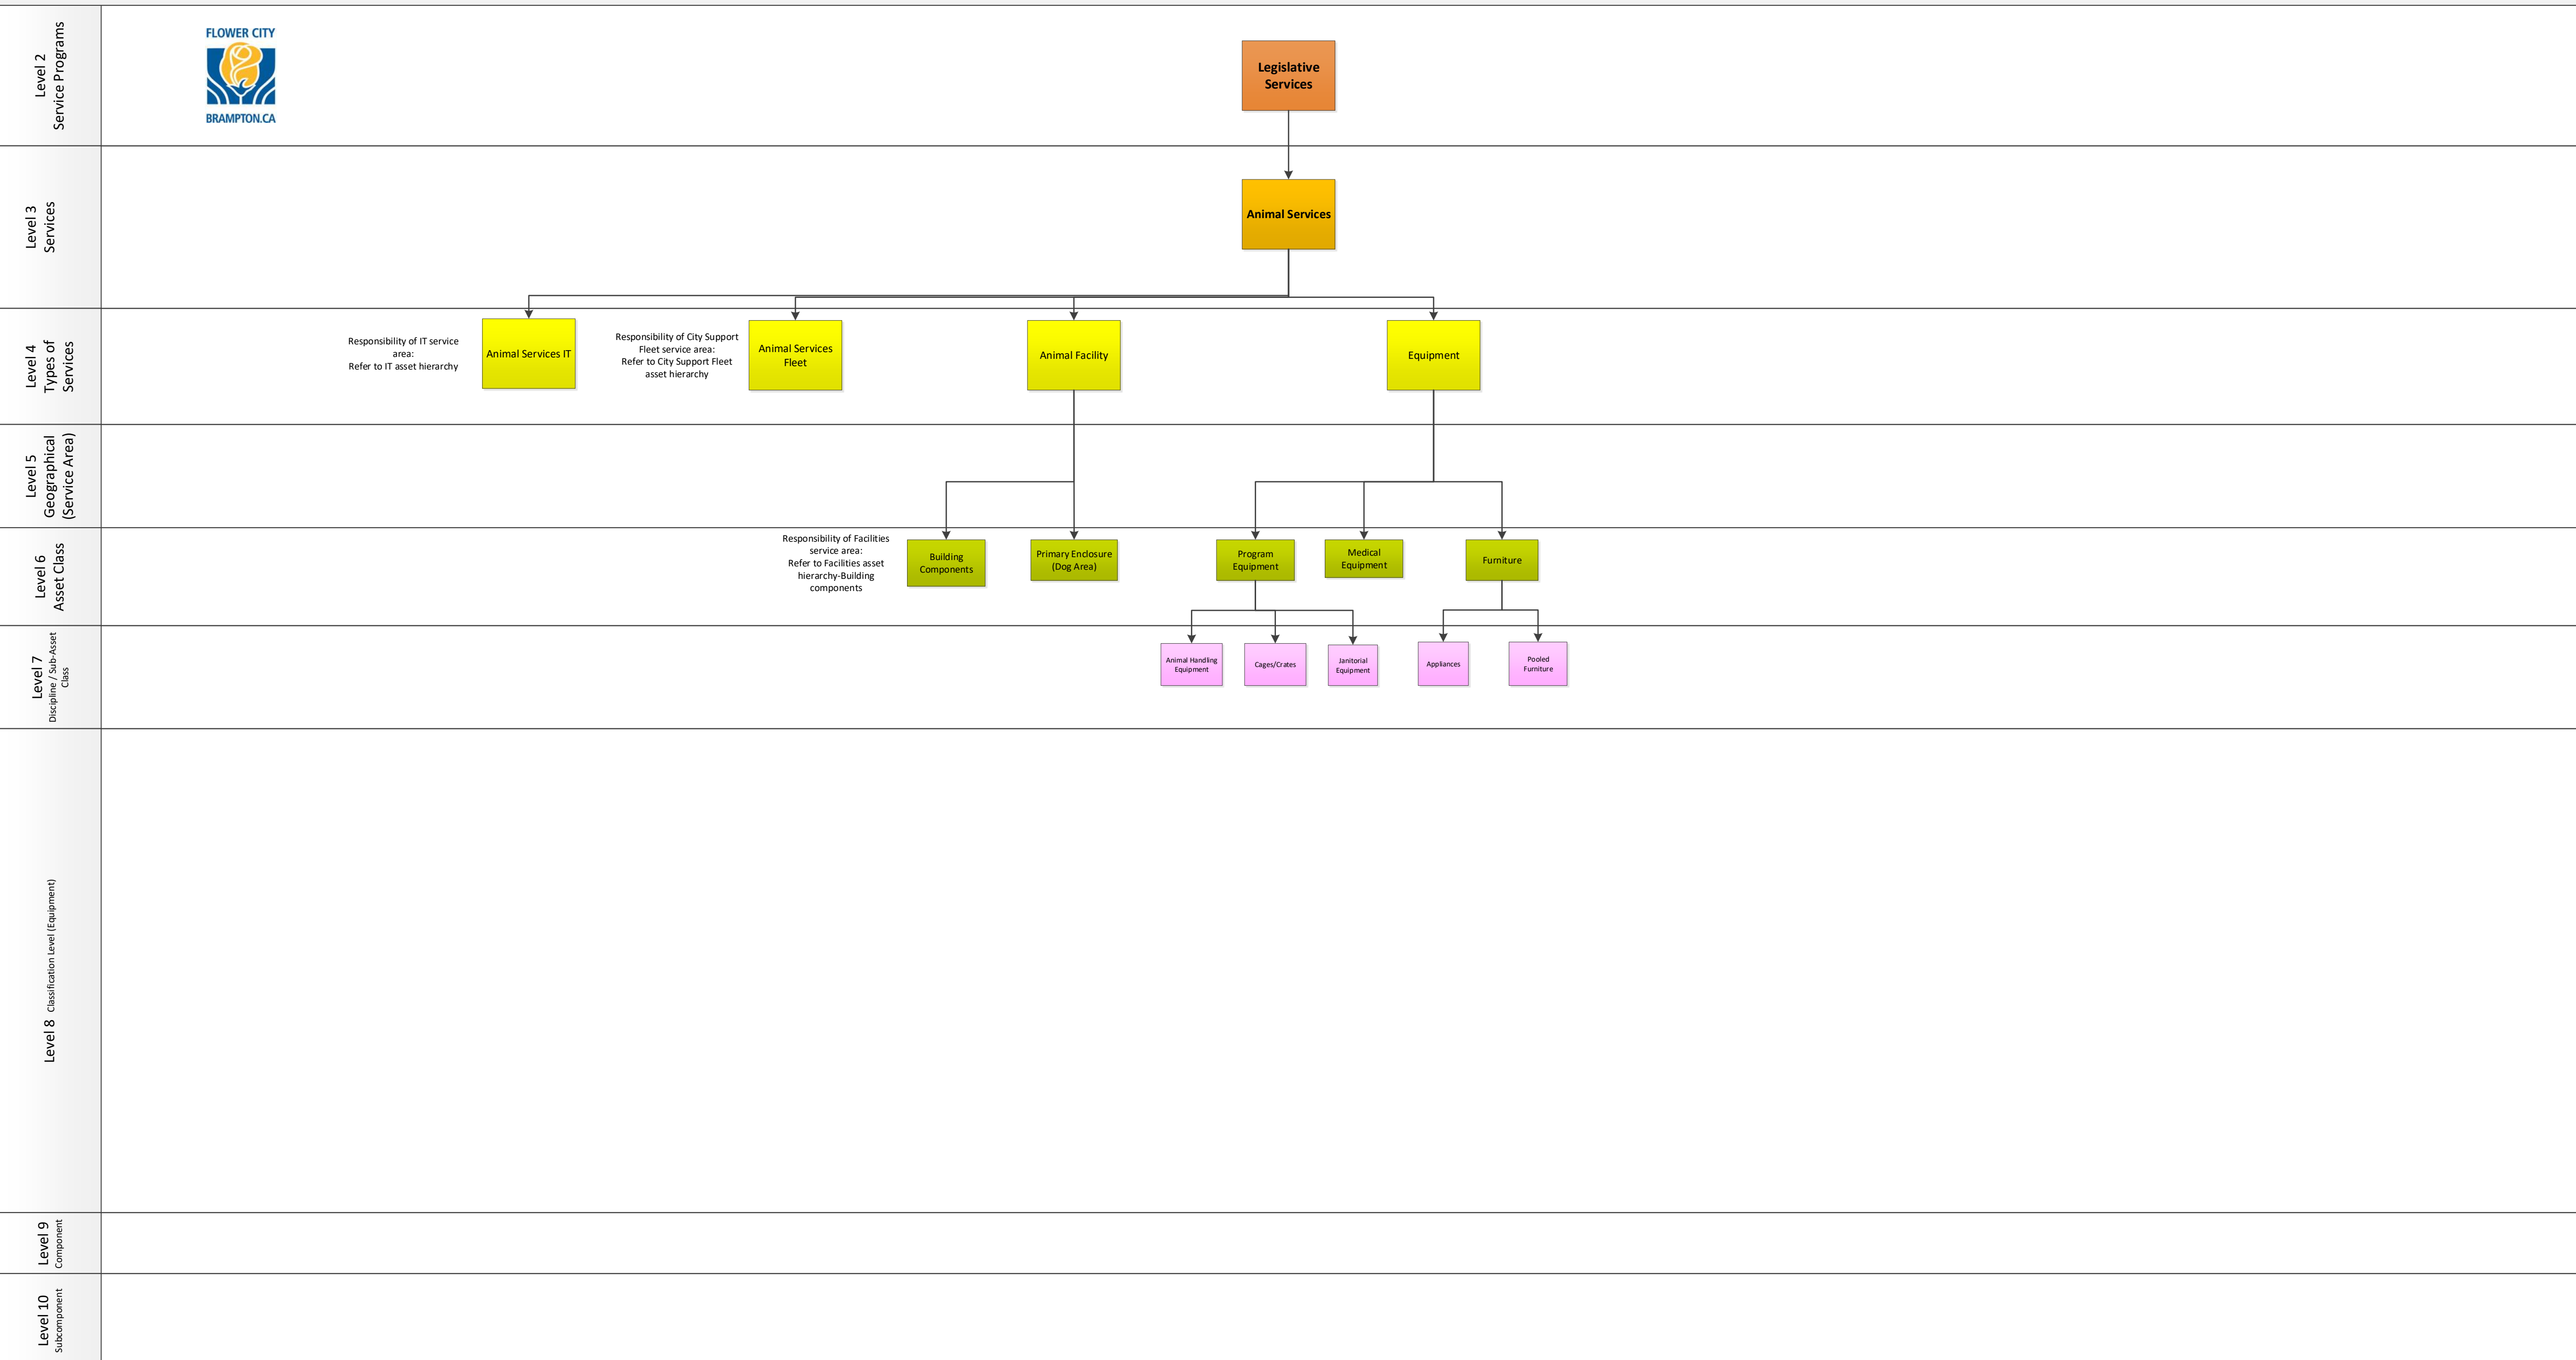 Level 2
Service Programs
FLOWER CITY
BRAMPTON.CA
Legislative
Services
Level 3
Services
Animal Services
Level 4
Types of
Services
Responsibility of IT service
area:
Refer to IT asset hierarchy
Animal Services IT
Responsibility of City Support
Fleet service area:
Refer to City Support Fleet
asset hierarchy
Animal Services
Fleet
Animal Facility
Equipment
Level 5
Geographical
(Service Area)
Level 6
Asset Class
Responsibility of Facilities
service area:
Refer to Facilities asset
hierarchy-Building
components
Building
Components
Primary Enclosure
(Dog Area)
Program
Equipment
Medical
Equipment
Furniture
Level 7
Discipline / Sub-Asset
Class
Animal Handling
Equipment
Cages/Crates
Janitorial
Equipment
Appliances
Pooled
Furniture
Level 8 Classification Level (Equipment)
Level 9
Component
Level 10
Subcomponent